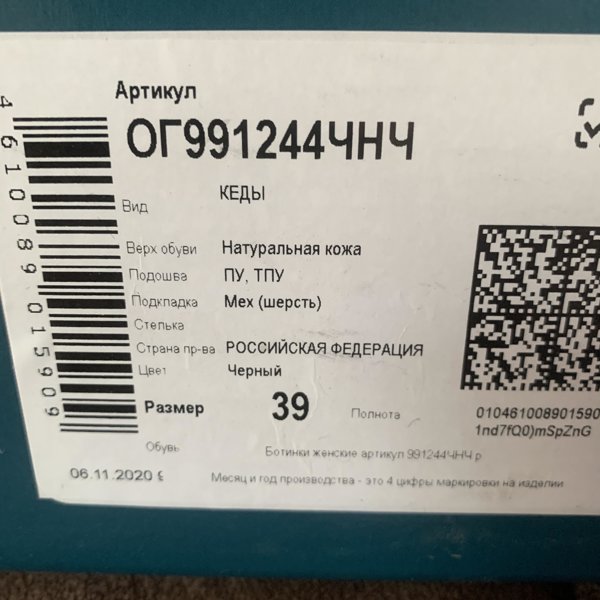 Артикул
ОГ991244ЧНЧ
4610089015909
Вид КЕДЫ
Верх обуви Натуральная кожа
Подошва ПУ, ТПУ
Подкладка Мех (шерсть)
Стелька
Страна пр-ва РОССИЙСКАЯ ФЕДЕРАЦИЯ
Цвет Черный
Размер 39 Полнота
010461008901590
1nd7fQ0)mSpZnG
Обувь Ботинки женские артикул 991244ЧНЧ р
06.11.2020 Месяц и год производства - это 4 цифры маркировки на изделии